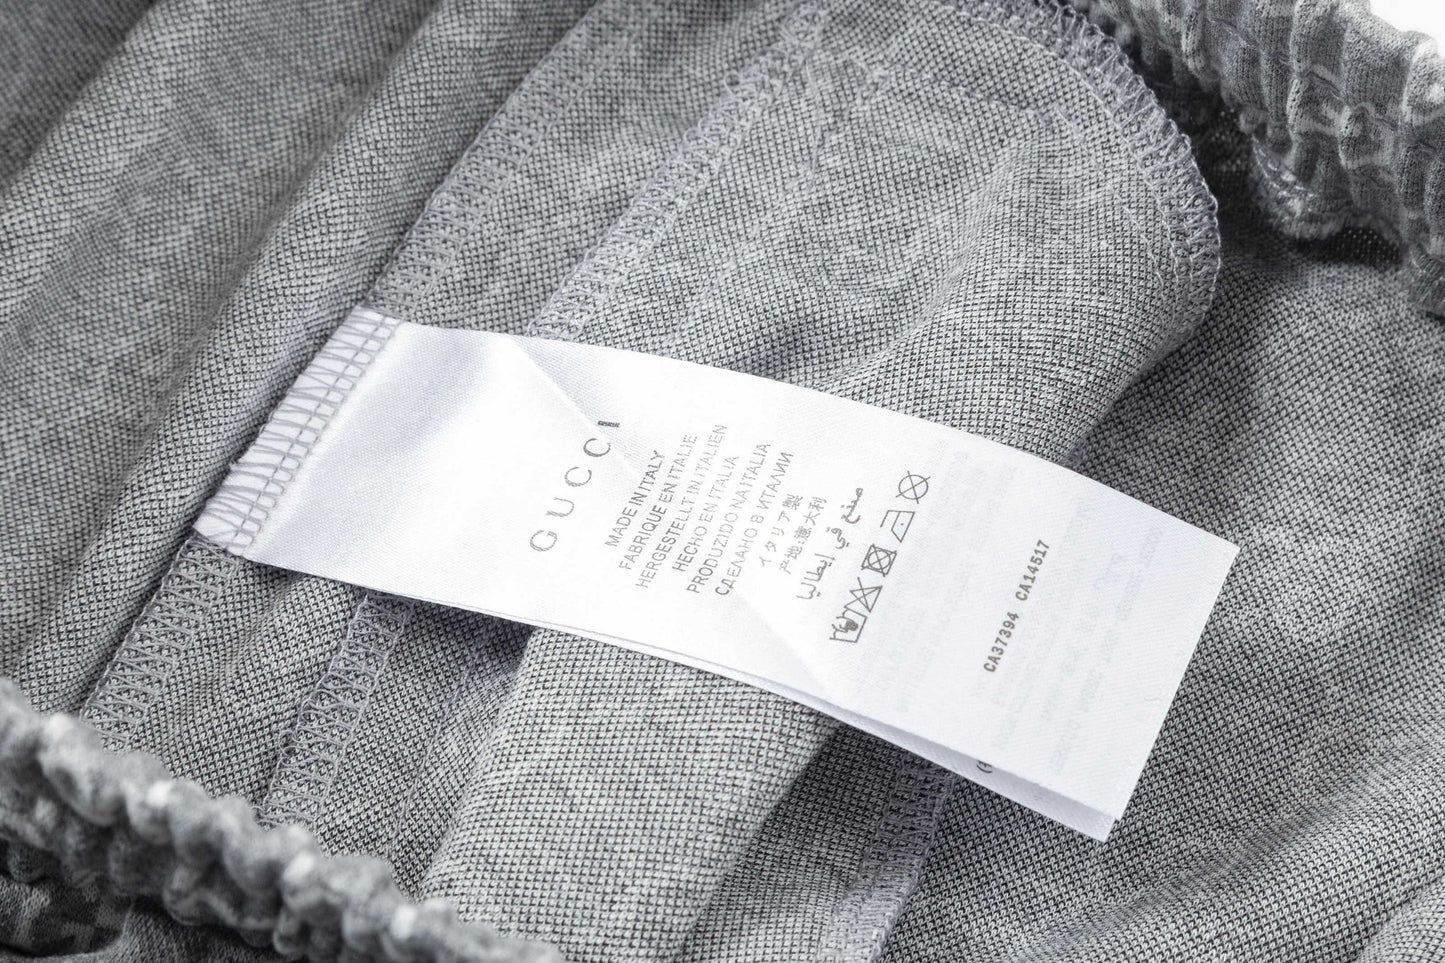 GUCCI
MADE IN ITALY
FABRIQUE EN ITALIE
HERGESTELLT IN ITALIEN
HECHO EN ITALIA
PRODUZIDO NA ITALIA
СДЕЛАНО В ИТАЛИИ
イタリア製
产地:意大利
صنع في إيطاليا
CA37394 CA14517